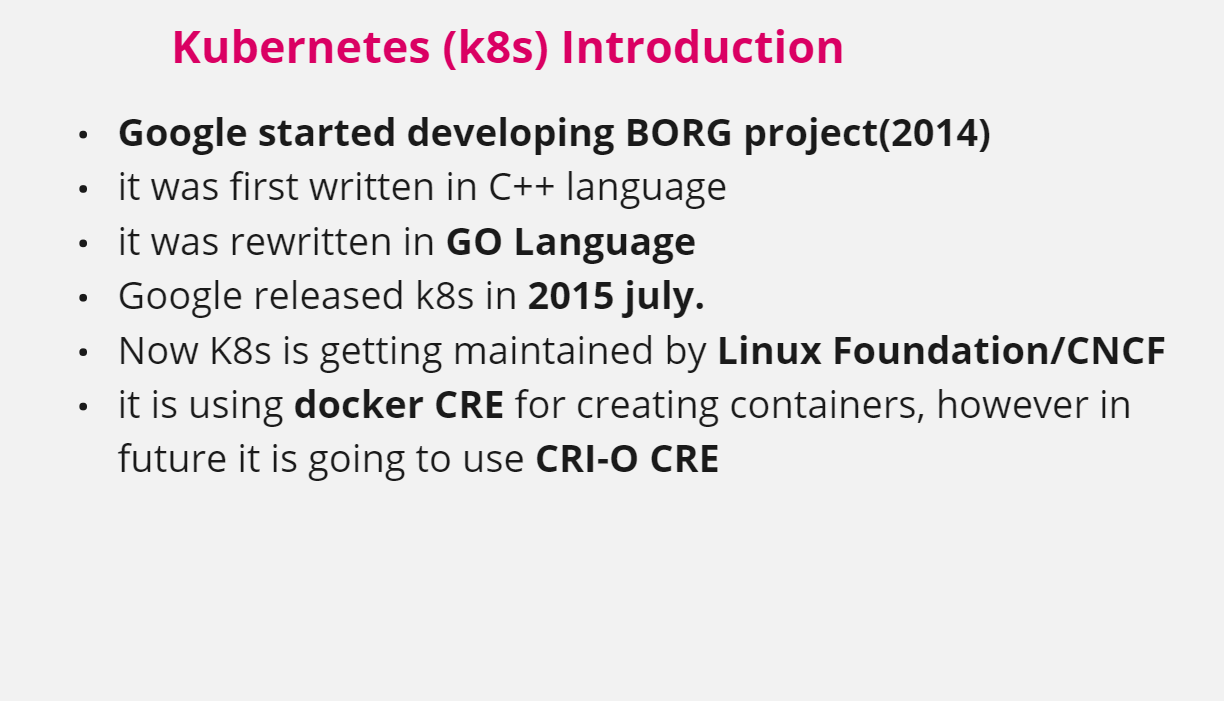 Kubernetes (k8s) Introduction
• Google started developing BORG project(2014)
• it was first written in C++ language
• it was rewritten in GO Language
• Google released k8s in 2015 july.
• Now K8s is getting maintained by Linux Foundation/CNCF
• it is using docker CRE for creating containers, however in
future it is going to use CRI-O CRE